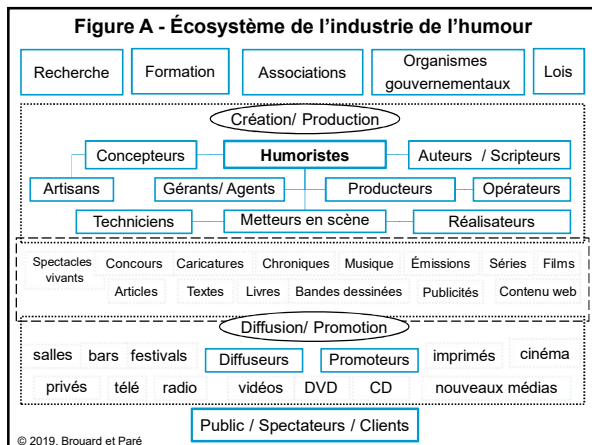 Figure A - Écosystème de l'industrie de l'humour
Recherche Formation Associations Organismes gouvernementaux Lois
Création/ Production
Concepteurs Humoristes Auteurs / Scripteurs
Artisans Gérants/ Agents Producteurs Opérateurs
Techniciens Metteurs en scène Réalisateurs
Spectacles vivants Concours Caricatures Chroniques Musique Émissions Séries Films
Articles Textes Livres Bandes dessinées Publicités Contenu web
Diffusion/ Promotion
salles bars festivals Diffuseurs Promoteurs imprimés cinéma
privés télé radio vidéos DVD CD nouveaux médias
Public / Spectateurs / Clients
© 2019, Brouard et Paré